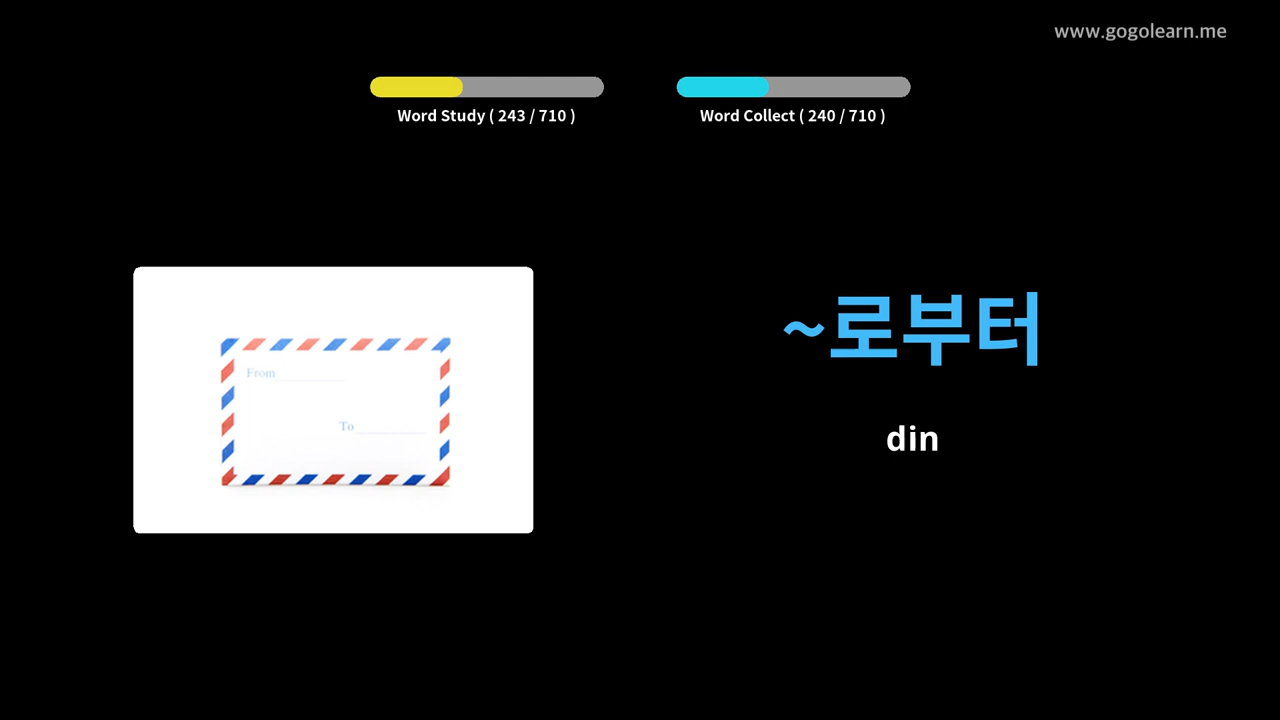 www.gogolearn.me
Word Study ( 243 / 710 )
Word Collect ( 240 / 710 )
From
To
~로부터
din